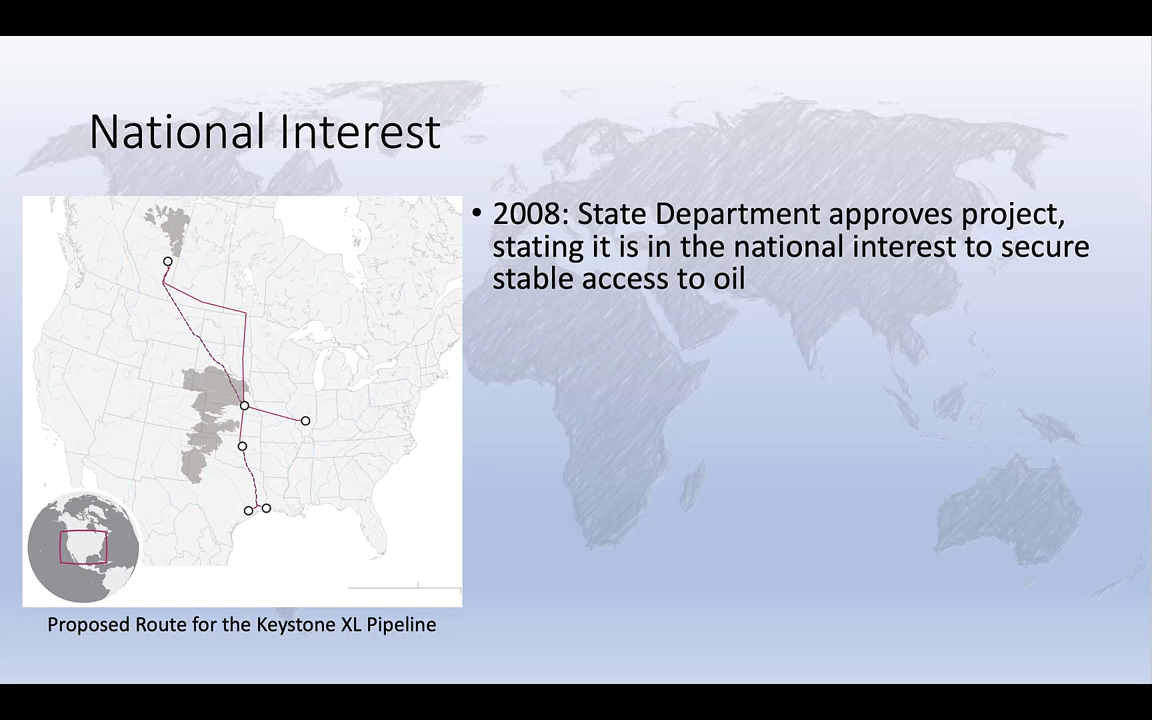 National Interest
• 2008: State Department approves project,
stating it is in the national interest to secure
stable access to oil
Proposed Route for the Keystone XL Pipeline